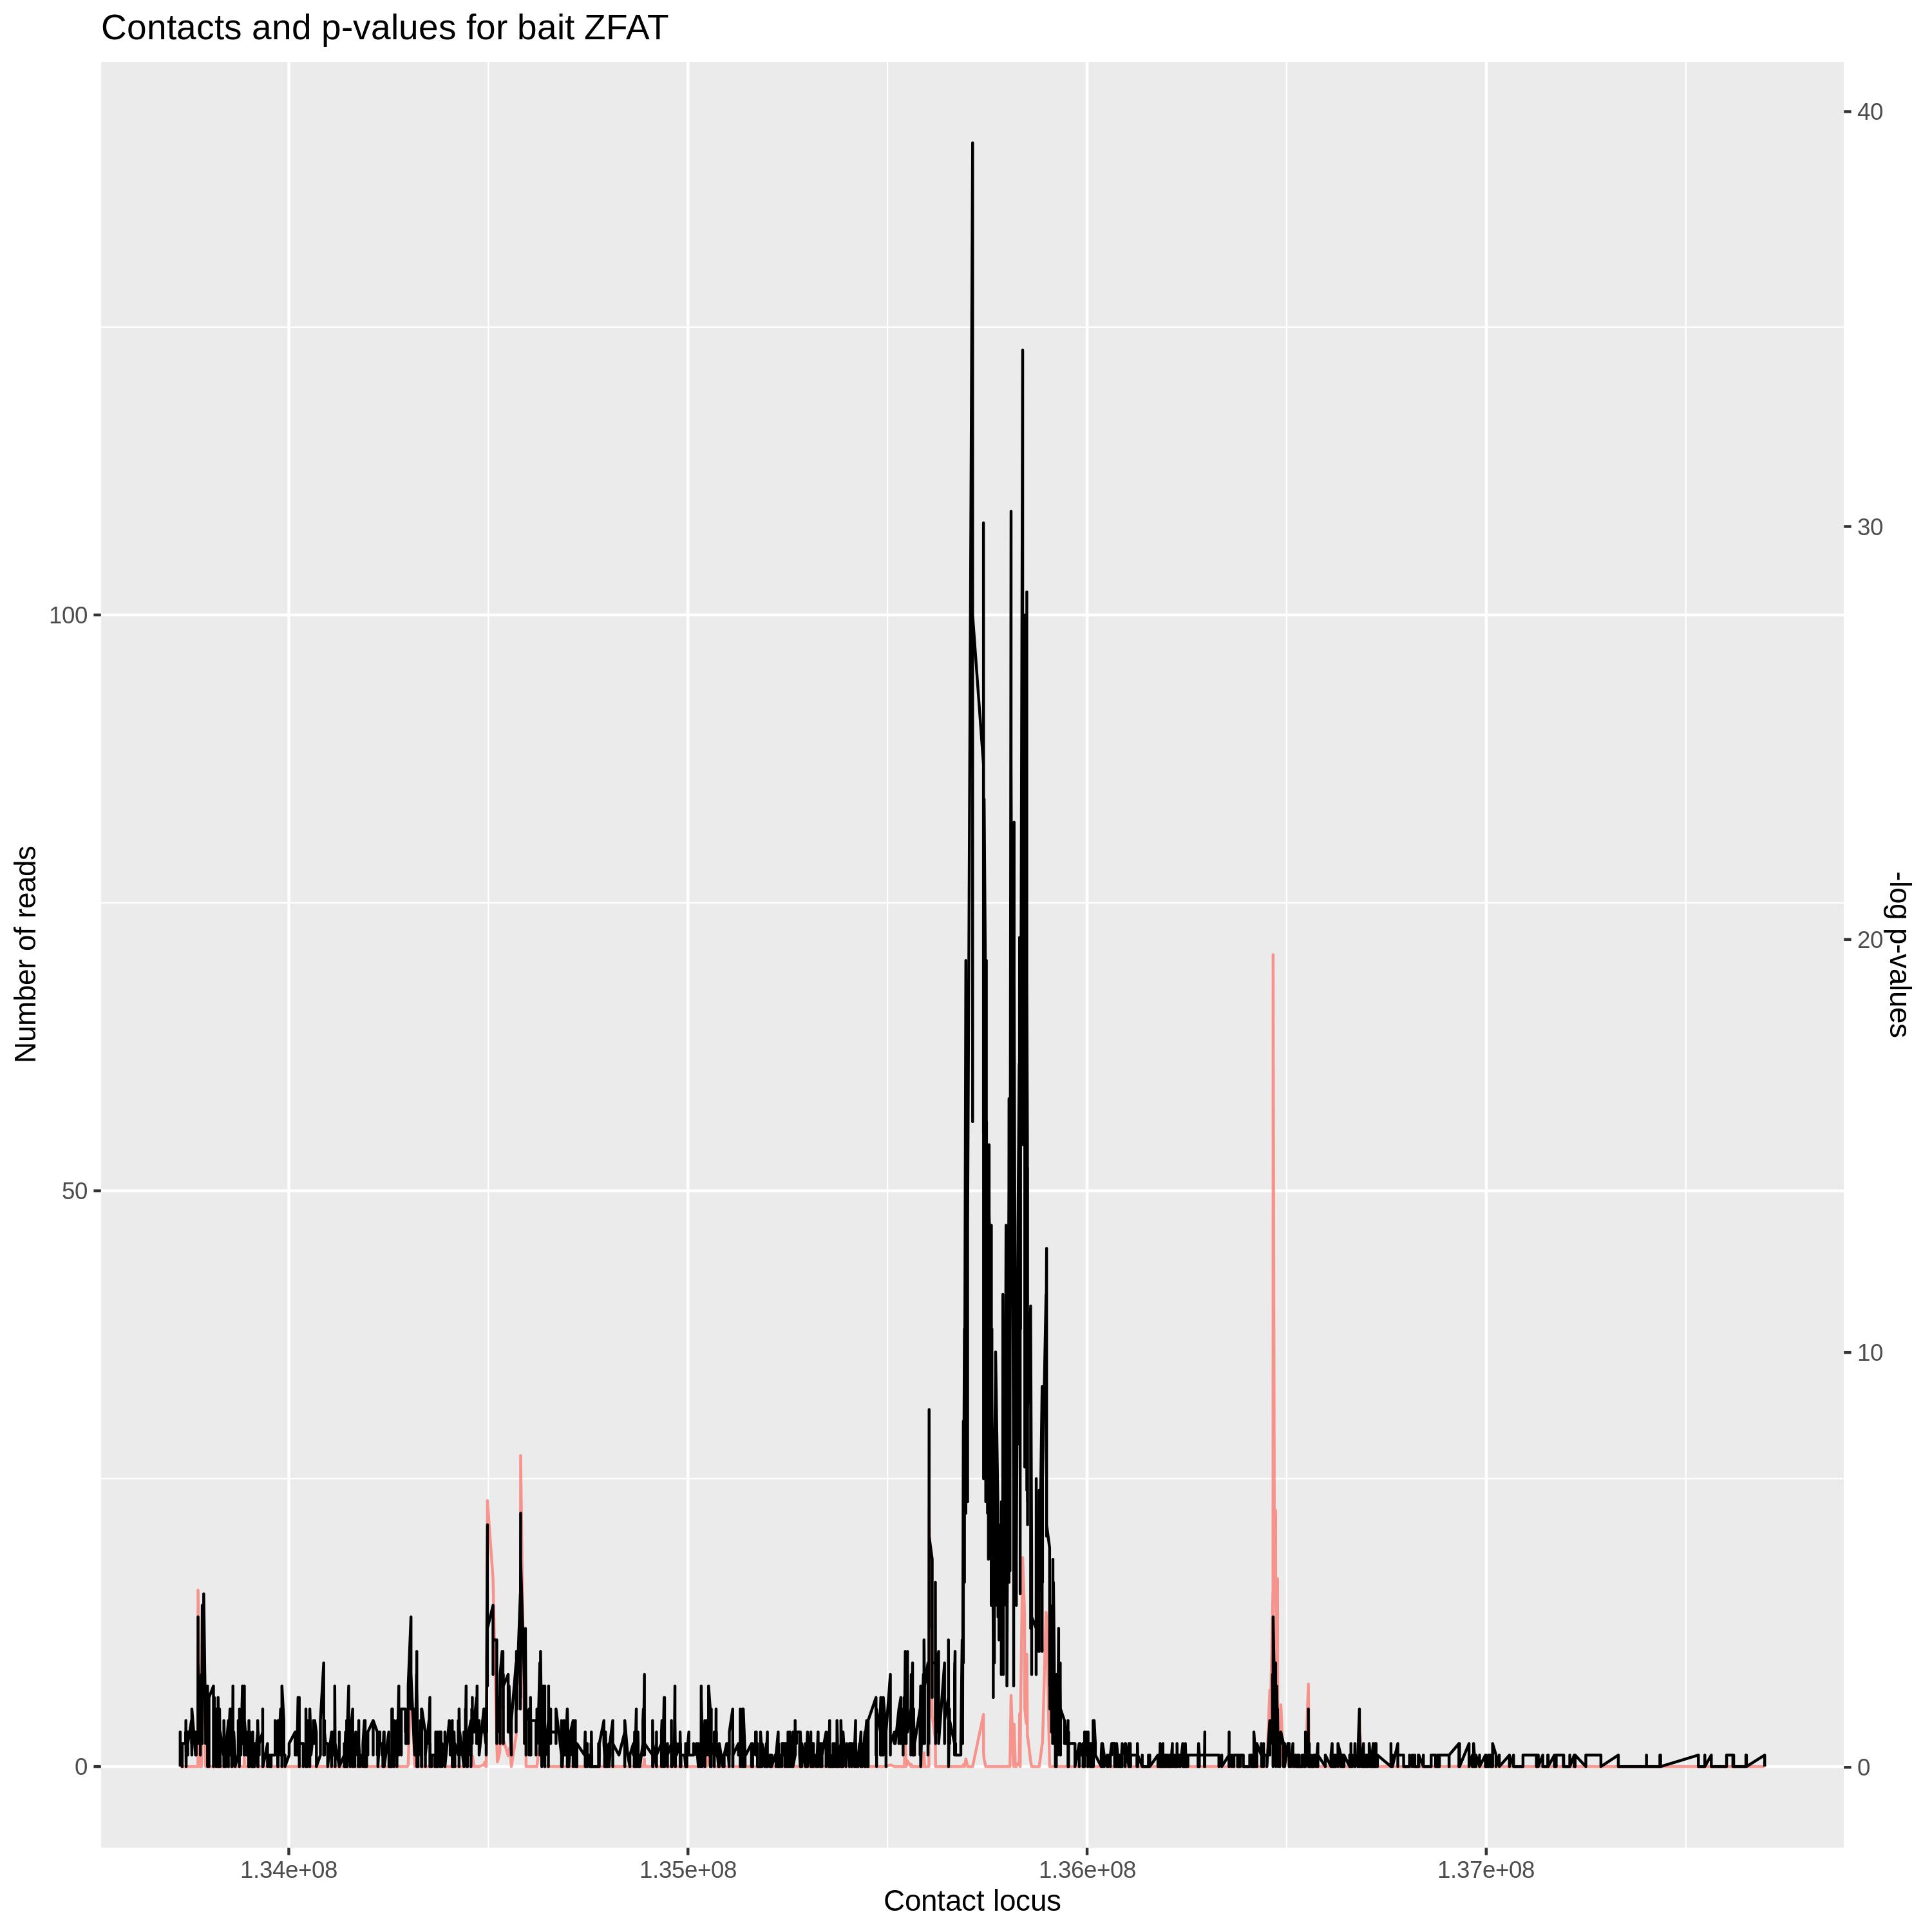 Contacts and p-values for bait ZFAT
Number of reads
100
50
0
40
30
20
10
0
-log p-values
1.34e+08 1.35e+08 1.36e+08 1.37e+08
Contact locus